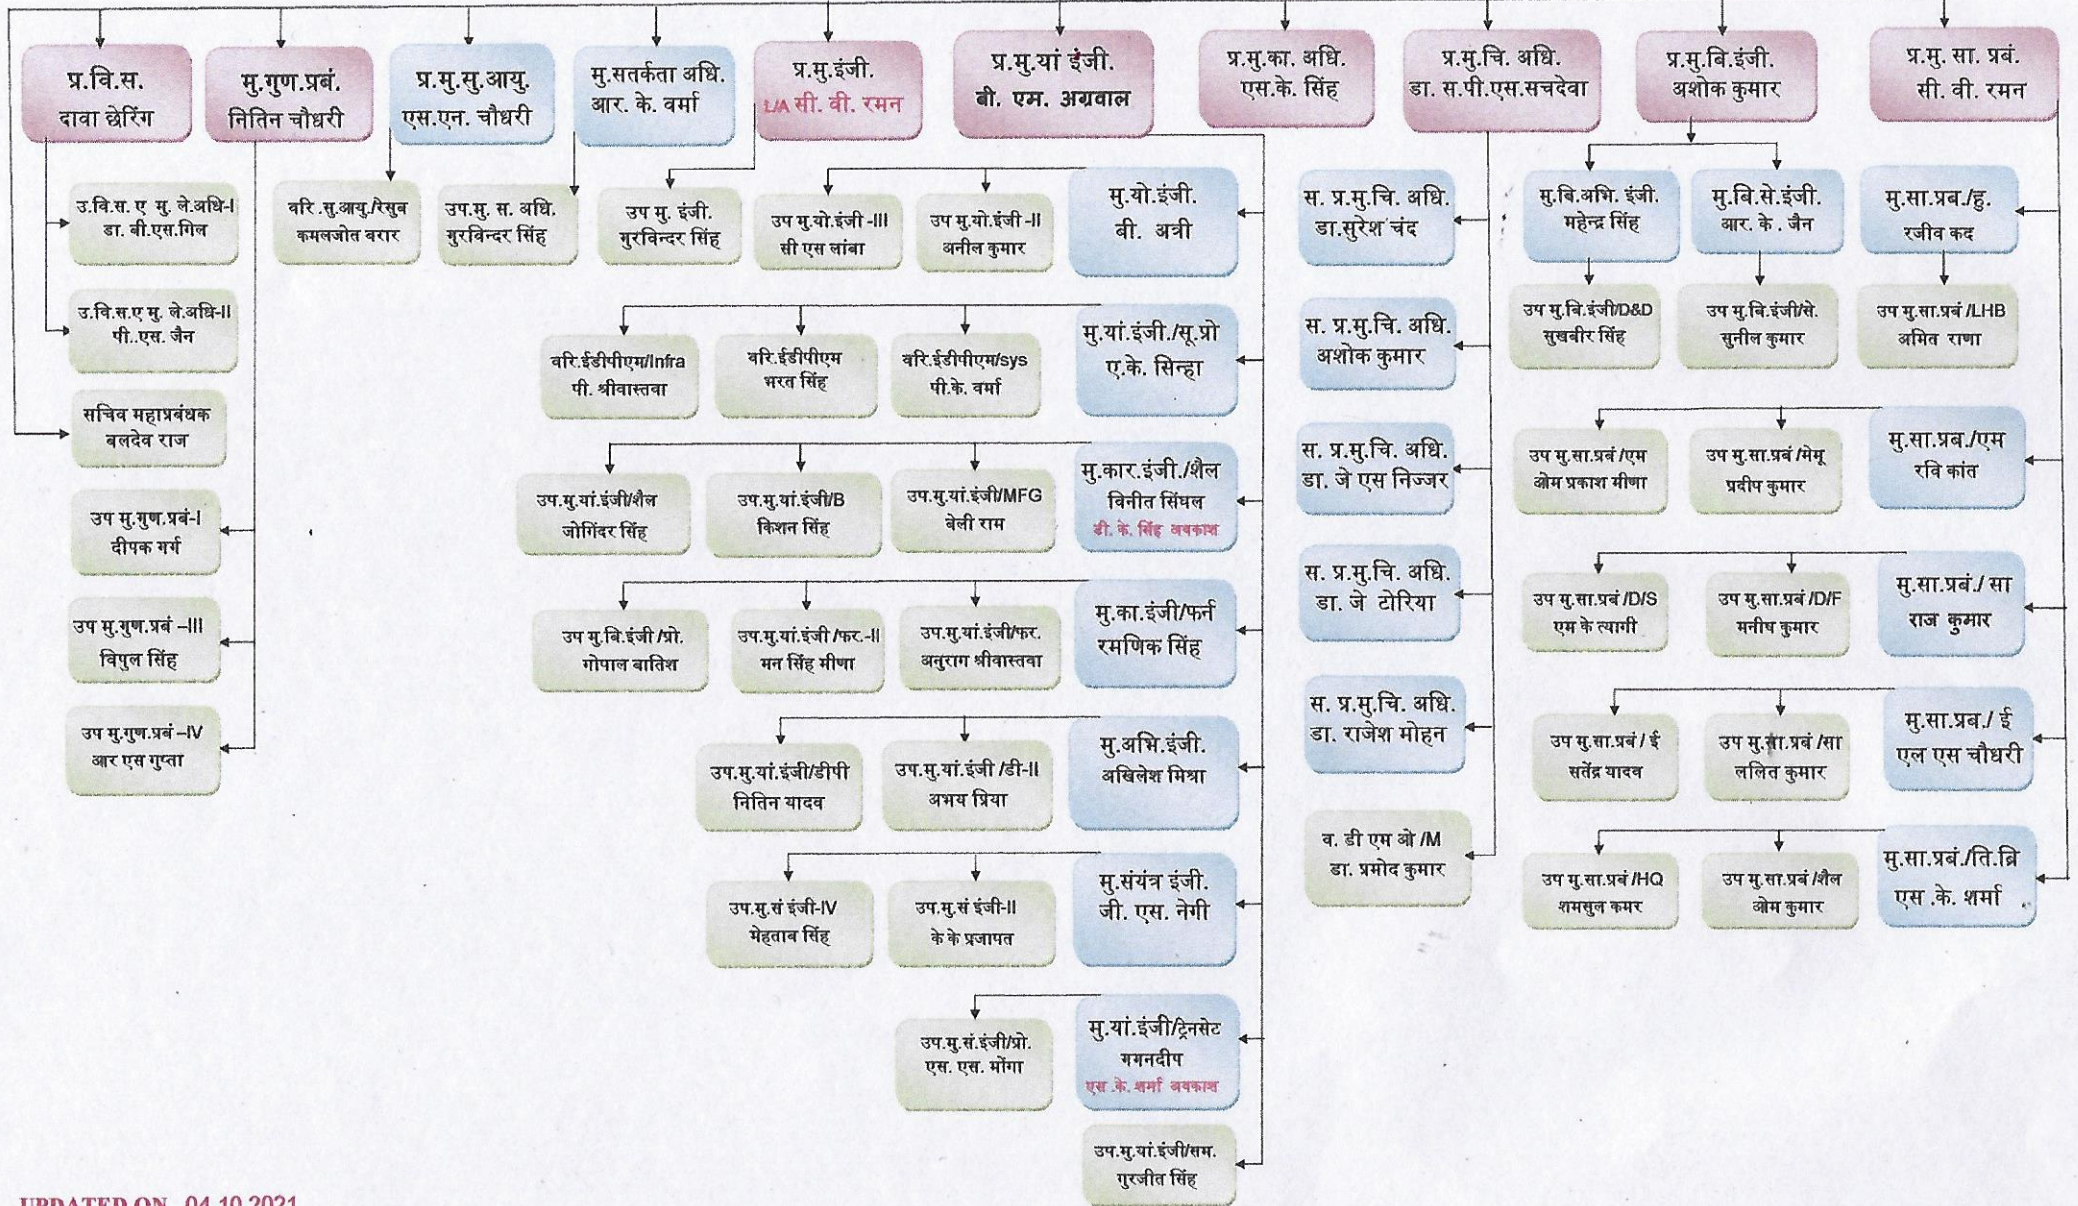 प्र.वि.स.
दावा छेरिंग
मु.गुण.प्रबं.
नितिन चौधरी
प्र.मु.सु.आयु.
एस.एन. चौधरी
मु.सतर्कता अधि.
आर. के. वर्मा
प्र.मु.इंजी.
L/A सी. वी. रमन
प्र.मु.यां इंजी.
बी. एम. अग्रवाल
प्र.मु.का. अधि.
एस.के. सिंह
प्र.मु.चि. अधि.
डा. स.पी.एस.सचदेवा
प्र.मु.बि.इंजी.
अशोक कुमार
प्र.मु. सा. प्रबं.
सी. वी. रमन
उ.वि.स. ए मु. ले.अधि-I
डा. बी.एस.गिल
वरि .सु.आयु./रेसुब
कमलजोत बरार
उप.मु. स. अधि.
गुरविन्दर सिंह
उप मु. इंजी.
गुरविन्दर सिंह
उप मु.यो.इंजी -III
सी एस लांबा
उप मु.यो.इंजी -II
अनील कुमार
मु.यो.इंजी.
वी. अत्री
स. प्र.मु.चि. अधि.
डा.सुरेश चंद
मु.बि.अभि. इंजी.
महेन्द्र सिंह
मु.बि.से.इंजी.
आर. के . जैन
मु.सा.प्रब./हु.
रजीव कद
उ.वि.स.ए मु. ले.अधि-II
पी..एस. जैन
वरि.ईडीपीएम/Infra
पी. श्रीवास्तवा
वरि.ईडीपीएम
भरत सिंह
वरि.ईडीपीएम/sys
पी.के. वर्मा
मु.यां.इंजी./सू.प्रो
ए.के. सिन्हा
स. प्र.मु.चि. अधि.
अशोक कुमार
उप मु.बि.इंजी/D&D
सुखबीर सिंह
उप मु.बि.इंजी/से.
सुनील कुमार
उप मु.सा.प्रबं /LHB
अमित राणा
सचिव महाप्रबंधक
बलदेव राज
उप.मु.यां.इंजी/शैल
जोगिंदर सिंह
उप.मु.यां.इंजी/B
किशन सिंह
उप.मु.यां.इंजी/MFG
बेली राम
मु.कार.इंजी./शैल
विनीत सिंघल
डी. के. सिंह अवकाश
स. प्र.मु.चि. अधि.
डा. जे एस निज्जर
उप मु.सा.प्रबं /एम
ओम प्रकाश मीणा
उप मु.सा.प्रबं /मेमू
प्रदीप कुमार
मु.सा.प्रब./एम
रवि कांत
उप मु.गुण.प्रबं-I
दीपक गर्ग
उप मु.गुण.प्रबं –III
विपुल सिंह
उप मु.बि.इंजी /प्रो.
गोपाल बातिश
उप.मु.यां.इंजी /फर.-II
मन सिंह मीणा
उप.मु.यां.इंजी/फर.
अनुराग श्रीवास्तवा
मु.का.इंजी/फर्न
रमणिक सिंह
स. प्र.मु.चि. अधि.
डा. जे टोरिया
उप मु.सा.प्रबं /D/S
एम के त्यागी
उप मु.सा.प्रबं /D/F
मनीष कुमार
मु.सा.प्रबं./ सा
राज कुमार
उप मु.गुण.प्रबं –IV
आर एस गुप्ता
उप.मु.यां.इंजी/डीपी
नितिन यादव
उप.मु.यां.इंजी /डी-II
अभय प्रिया
मु.अभि.इंजी.
अखिलेश मिश्रा
स. प्र.मु.चि. अधि.
डा. राजेश मोहन
उप मु.सा.प्रबं / ई
सतेंद्र यादव
उप मु.सा.प्रबं /सा
ललित कुमार
मु.सा.प्रब./ ई
एल एस चौधरी
उप.मु.सं इंजी-IV
मेहताब सिंह
उप.मु.सं इंजी-II
के के प्रजापत
मु.संयंत्र इंजी.
जी. एस. नेगी
व. डी एम ओ /M
डा. प्रमोद कुमार
उप मु.सा.प्रबं /HQ
शमसुल कमर
उप मु.सा.प्रबं /शैल
ओम कुमार
मु.सा.प्रबं./ति.ब्रि
एस .के. शर्मा
उप.मु.सं.इंजी/प्रो.
एस. एस. मोंगा
मु.यां.इंजी/ट्रेनसेट
गगनदीप
एस .के. शर्मा अवकाश
उप.मु.यां.इंजी/सम.
गुरजीत सिंह
UPDATED ON 04.10.2021